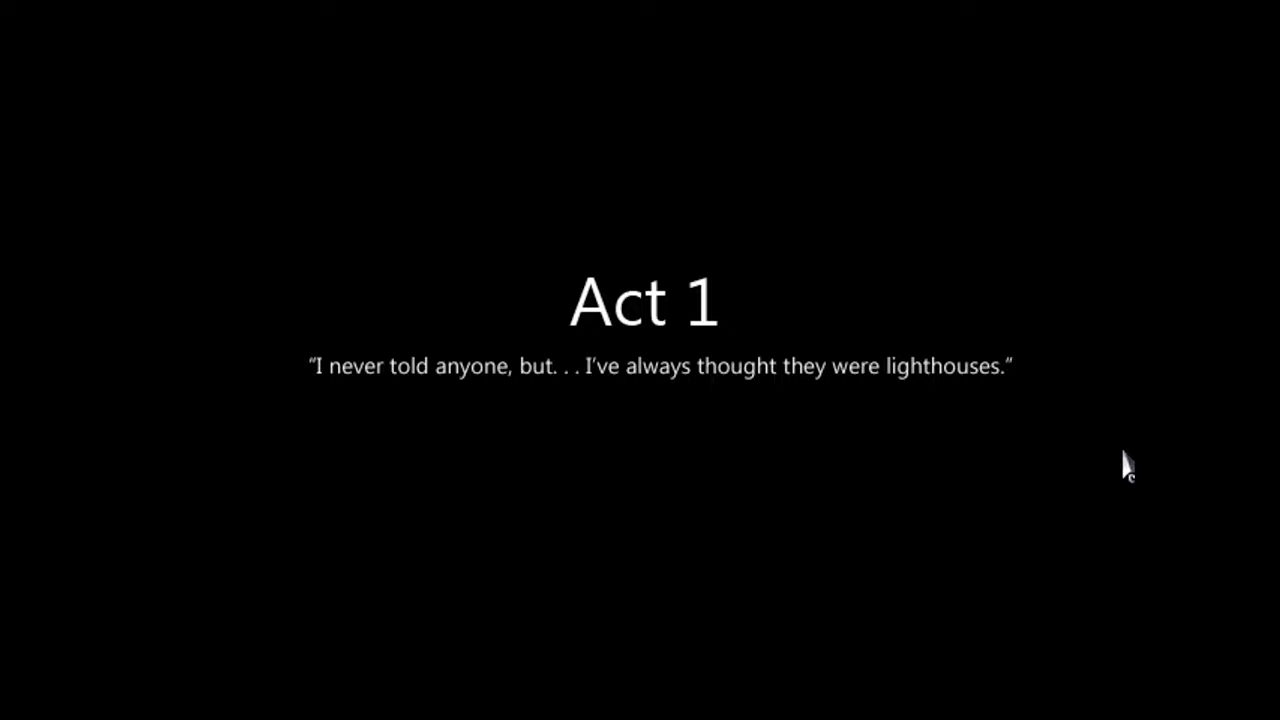 Act 1
“I never told anyone, but. . . I’ve always thought they were lighthouses.”